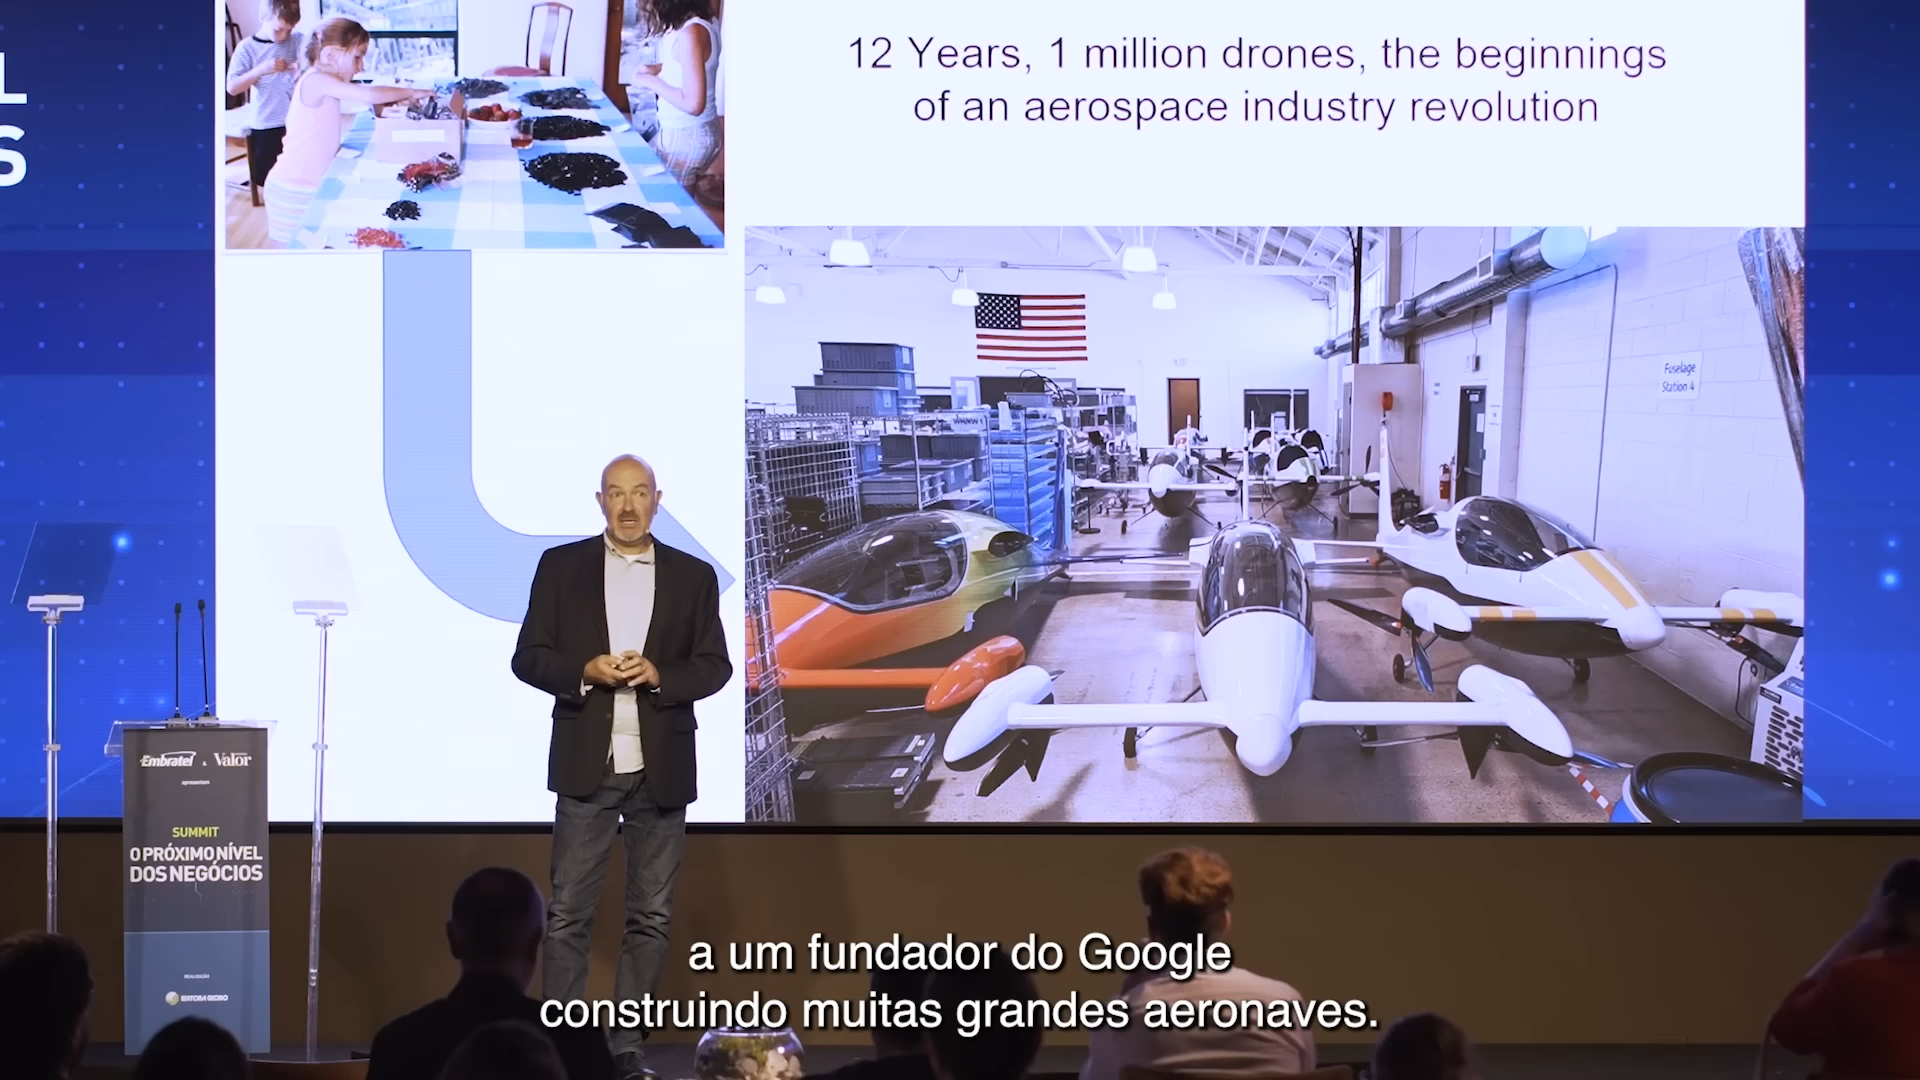 L
S
12 Years, 1 million drones, the beginnings
of an aerospace industry revolution
Fuselage
Station 4
Embratel & Valor
apresentam
SUMMIT
O PRÓXIMO NÍVEL
DOS NEGÓCIOS
REALIZAÇÃO
EDITORA GLOBO
a um fundador do Google
construindo muitas grandes aeronaves.